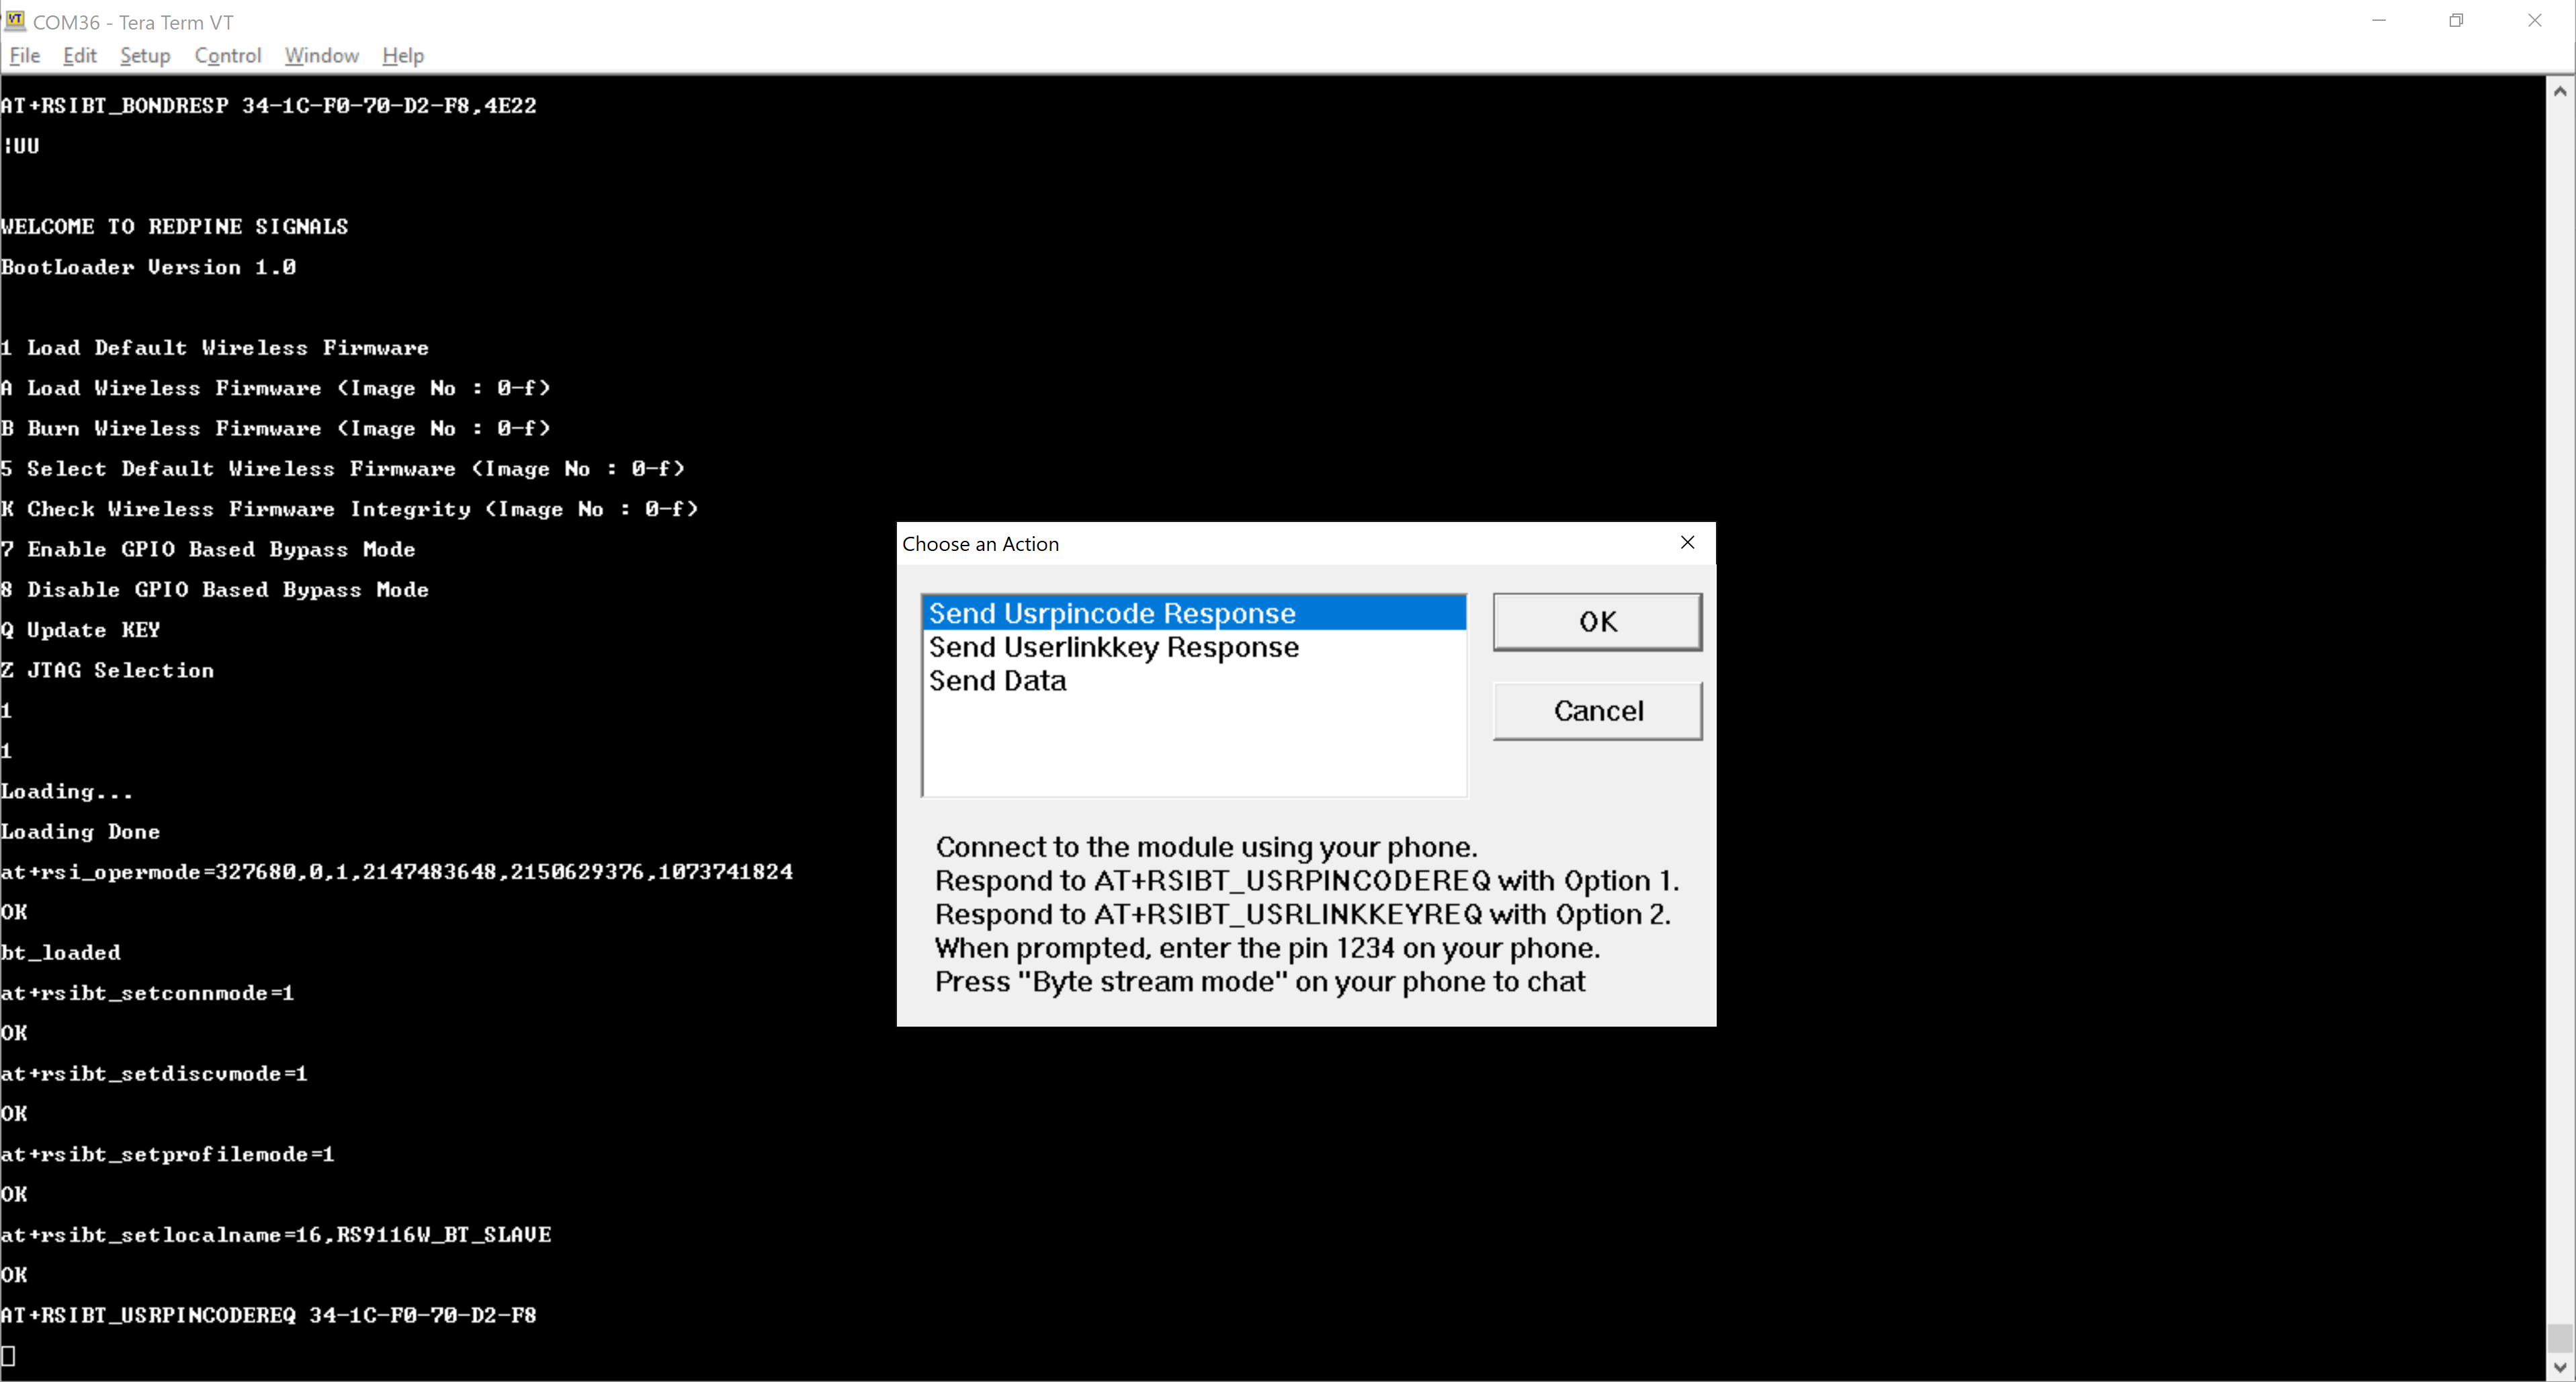 COM36 - Tera Term VT
File Edit Setup Control Window Help
AT+RSIBT_BONDRESP 34-1C-F0-70-D2-F8,4E22
¦UU
WELCOME TO REDPINE SIGNALS
BootLoader Version 1.0
1 Load Default Wireless Firmware
A Load Wireless Firmware (Image No : 0-f)
B Burn Wireless Firmware (Image No : 0-f)
5 Select Default Wireless Firmware (Image No : 0-f)
K Check Wireless Firmware Integrity (Image No : 0-f)
7 Enable GPIO Based Bypass Mode
8 Disable GPIO Based Bypass Mode
Q Update KEY
Z JTAG Selection
1
1
Loading...
Loading Done
at+rsi_opermode=327680,0,1,2147483648,2150629376,1073741824
OK
bt_loaded
at+rsibt_setconnmode=1
OK
at+rsibt_setdiscvmode=1
OK
at+rsibt_setprofilemode=1
OK
at+rsibt_setlocalname=16,RS9116W_BT_SLAVE
OK
AT+RSIBT_USRPINCODEREQ 34-1C-F0-70-D2-F8
Choose an Action
Send Usrpincode Response
Send Userlinkkey Response
Send Data
OK
Cancel
Connect to the module using your phone.
Respond to AT+RSIBT_USRPINCODEREQ with Option 1.
Respond to AT+RSIBT_USRLINKKEYREQ with Option 2.
When prompted, enter the pin 1234 on your phone.
Press "Byte stream mode" on your phone to chat